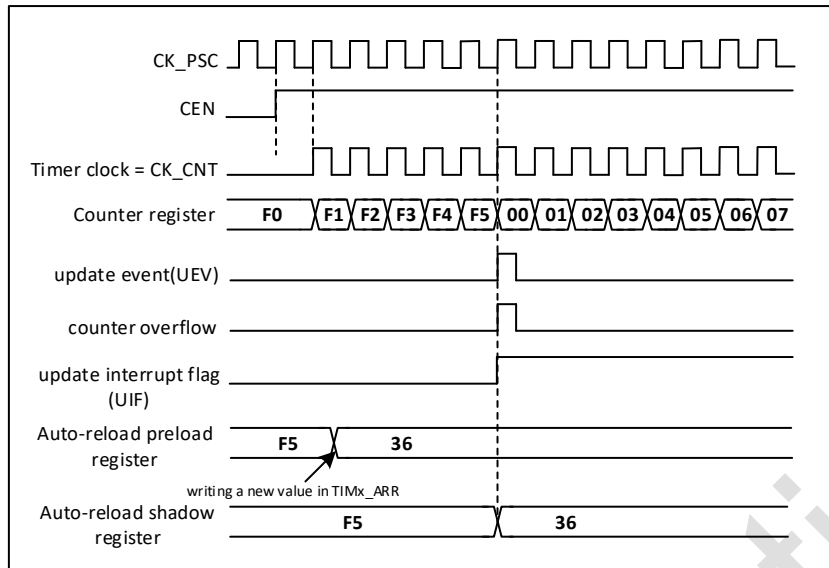 CK_PSC
CEN
Timer clock = CK_CNT
Counter register
F0 F1 F2 F3 F4 F5 00 01 02 03 04 05 06 07
update event(UEV)
counter overflow
update interrupt flag
(UIF)
Auto-reload preload
register
F5 36
writing a new value in TIMx_ARR
Auto-reload shadow
register
F5 36